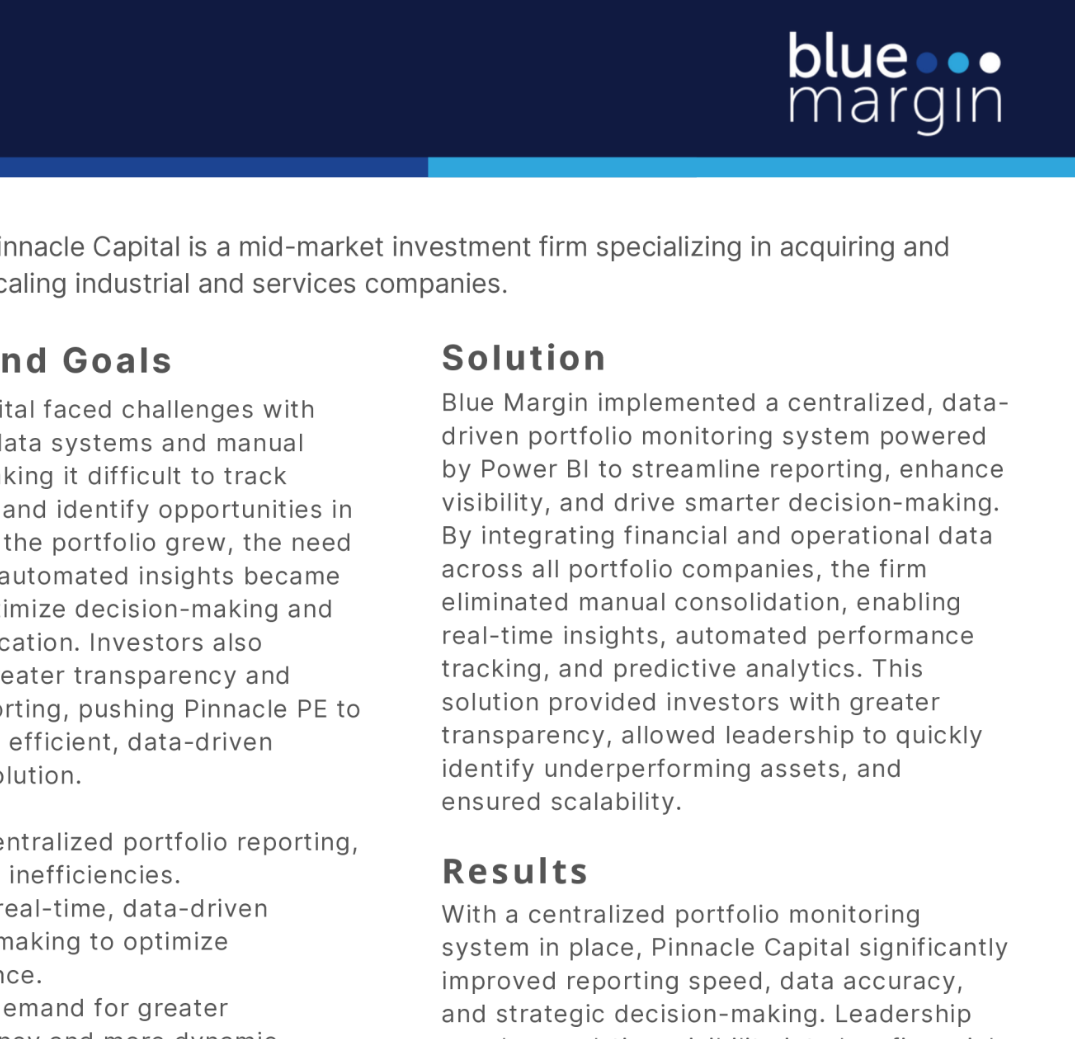 blue
margin
innacle Capital is a mid-market investment firm specializing in acquiring and
caling industrial and services companies.
nd Goals
ital faced challenges with
data systems and manual
king it difficult to track
and identify opportunities in
the portfolio grew, the need
automated insights became
timize decision-making and
cation. Investors also
eater transparency and
orting, pushing Pinnacle PE to
efficient, data-driven
olution.
entralized portfolio reporting,
inefficiencies.
real-time, data-driven
making to optimize
nce.
emand for greater
ncy and more dynamic
Solution
Blue Margin implemented a centralized, data-
driven portfolio monitoring system powered
by Power BI to streamline reporting, enhance
visibility, and drive smarter decision-making.
By integrating financial and operational data
across all portfolio companies, the firm
eliminated manual consolidation, enabling
real-time insights, automated performance
tracking, and predictive analytics. This
solution provided investors with greater
transparency, allowed leadership to quickly
identify underperforming assets, and
ensured scalability.
Results
With a centralized portfolio monitoring
system in place, Pinnacle Capital significantly
improved reporting speed, data accuracy,
and strategic decision-making. Leadership